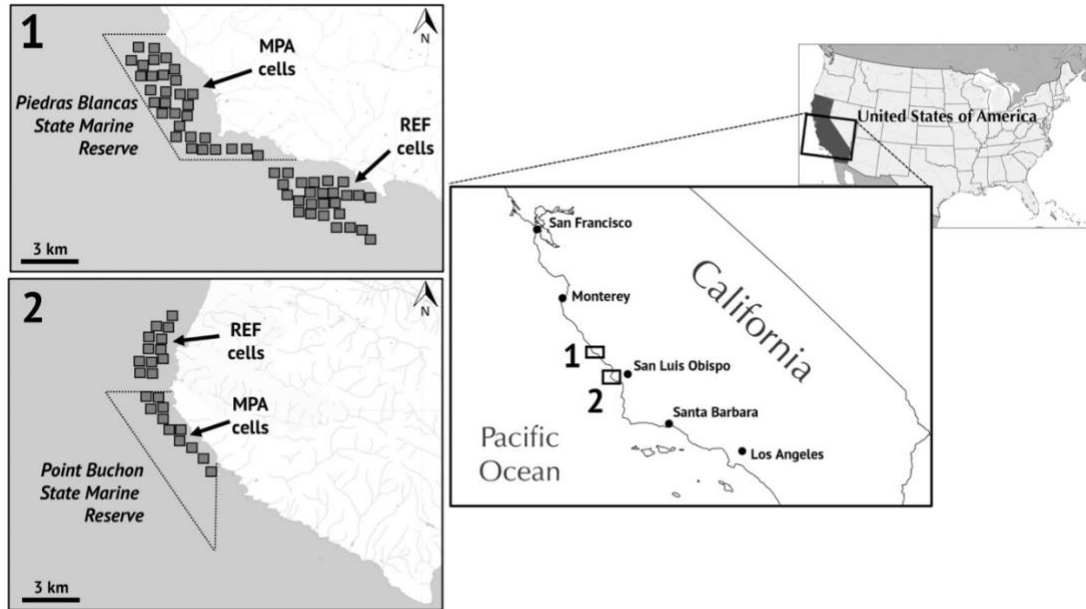 1
N
MPA
cells
Piedras Blancas
State Marine
Reserve
REF
cells
3 km
2
N
REF
cells
MPA
cells
Point Buchon
State Marine
Reserve
3 km
United States of America
San Francisco
Monterey
California
1
San Luis Obispo
2
Santa Barbara
Pacific
Ocean
Los Angeles